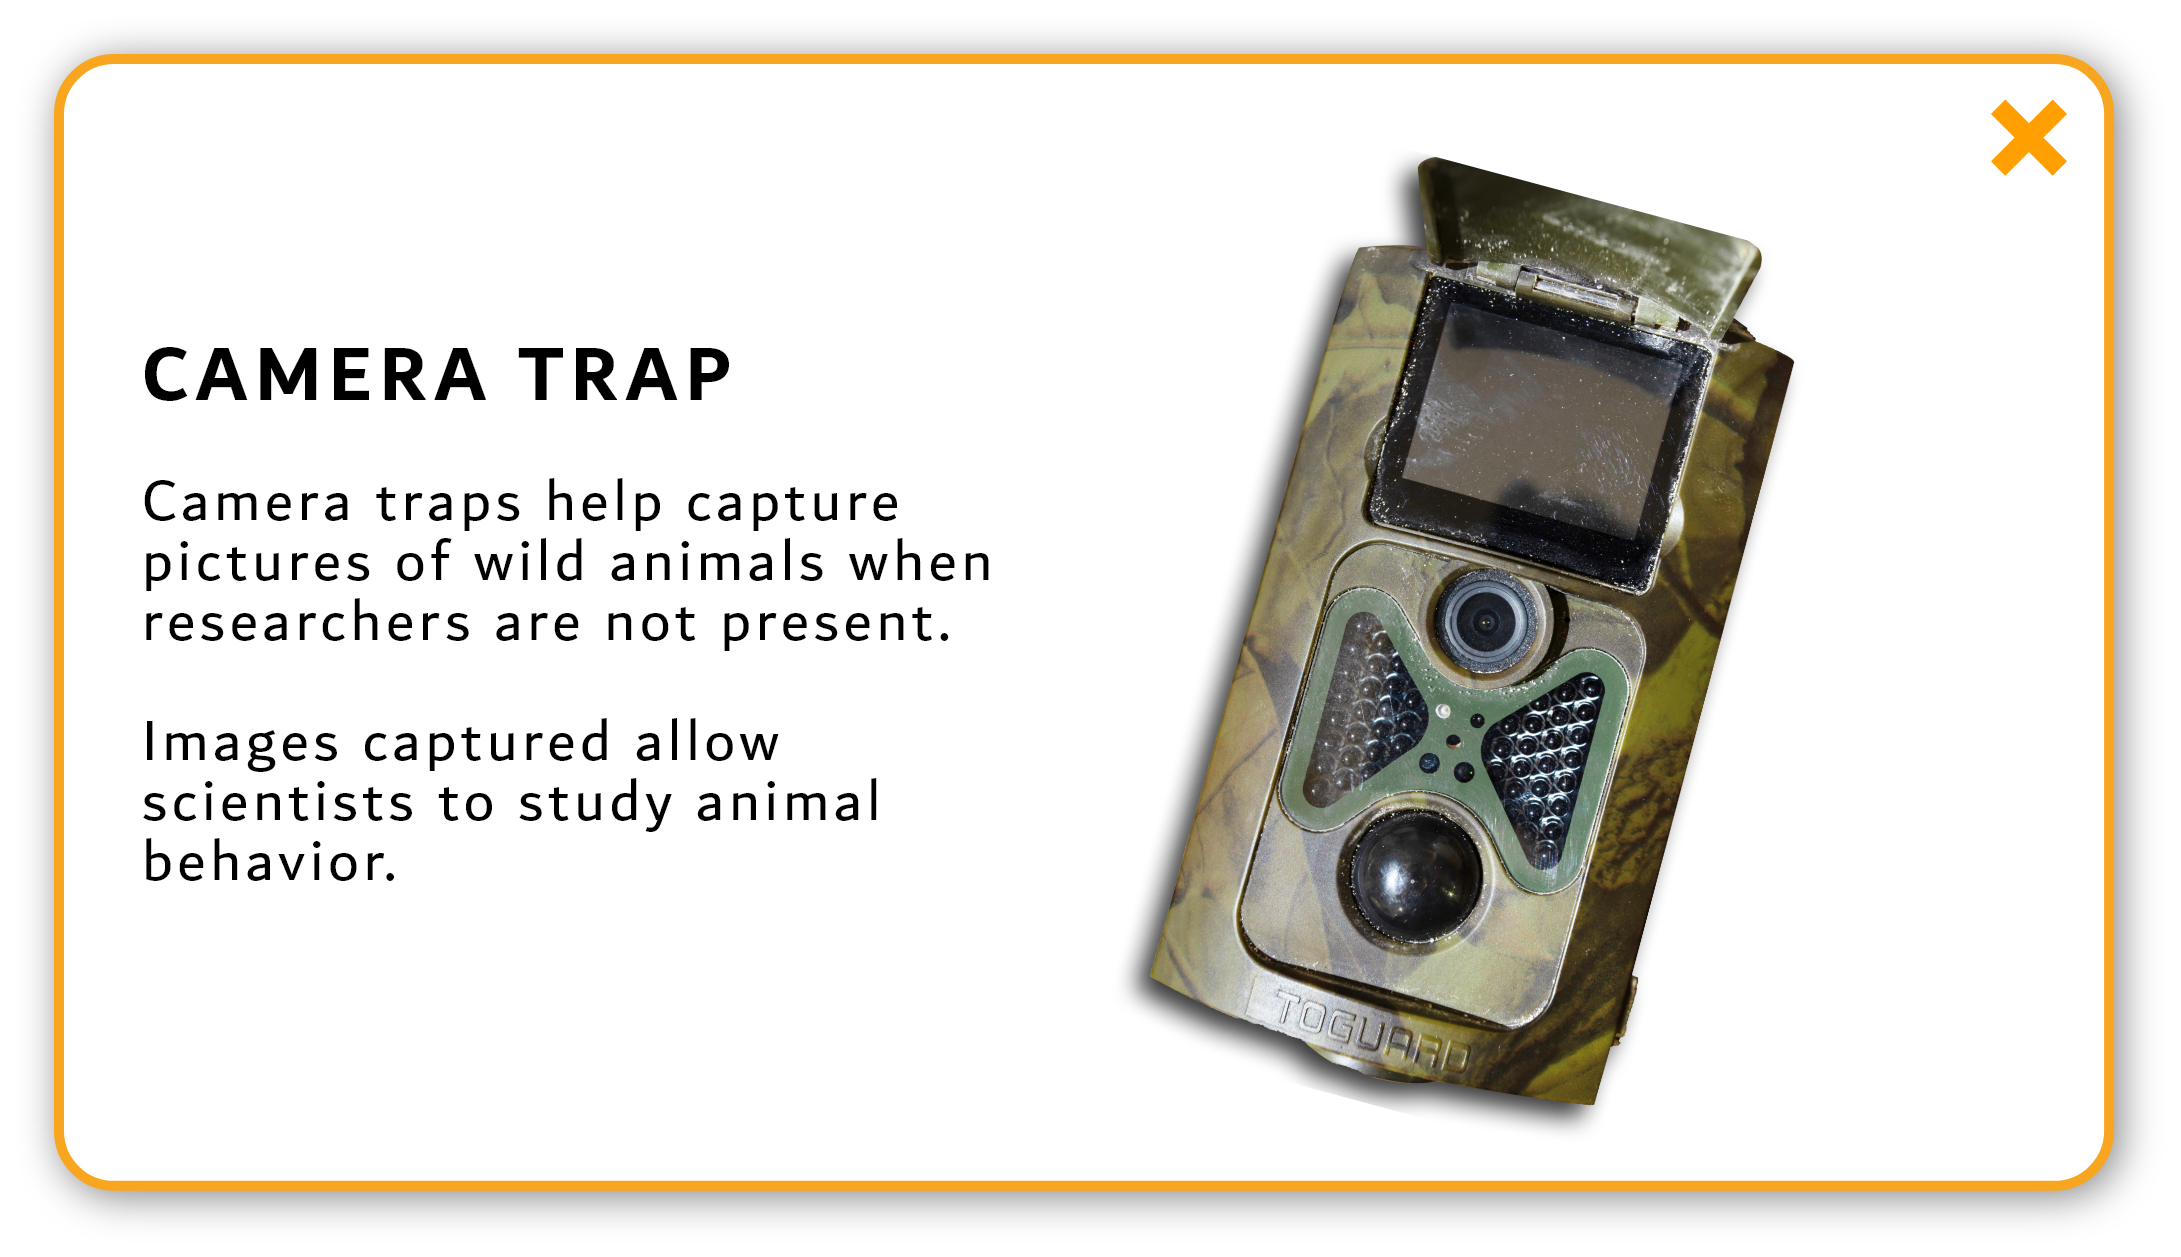 CAMERA TRAP
Camera traps help capture
pictures of wild animals when
researchers are not present.
Images captured allow
scientists to study animal
behavior.
TOGUARD